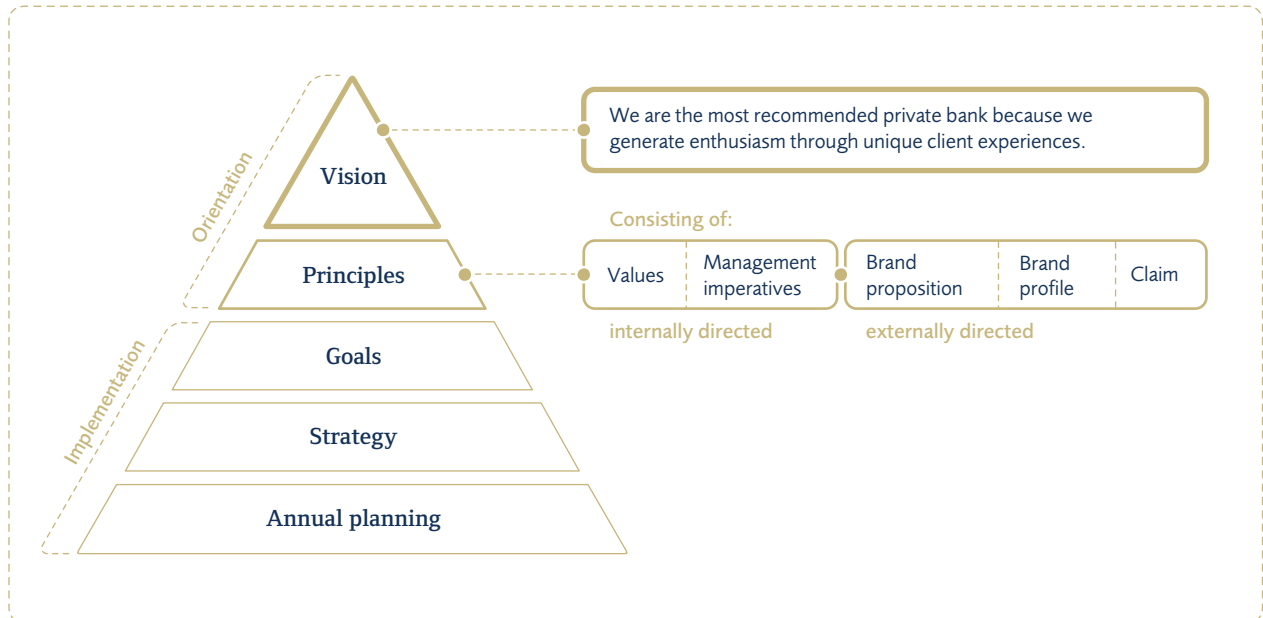 Orientation
Vision
We are the most recommended private bank because we
generate enthusiasm through unique client experiences.
Principles
Consisting of:
Values
Management
imperatives
Brand
proposition
Brand
profile
Claim
internally directed
externally directed
Implementation
Goals
Strategy
Annual planning